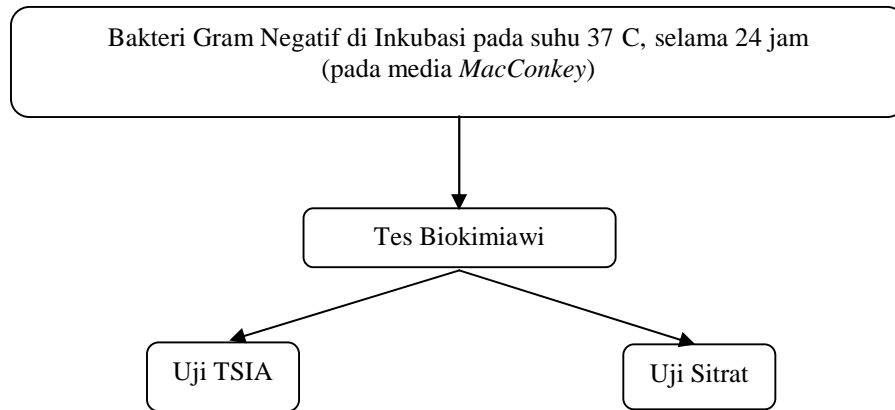 Bakteri Gram Negatif di Inkubasi pada suhu 37 C, selama 24 jam
(pada media MacConkey)
Tes Biokimiawi
Uji TSIA
Uji Sitrat